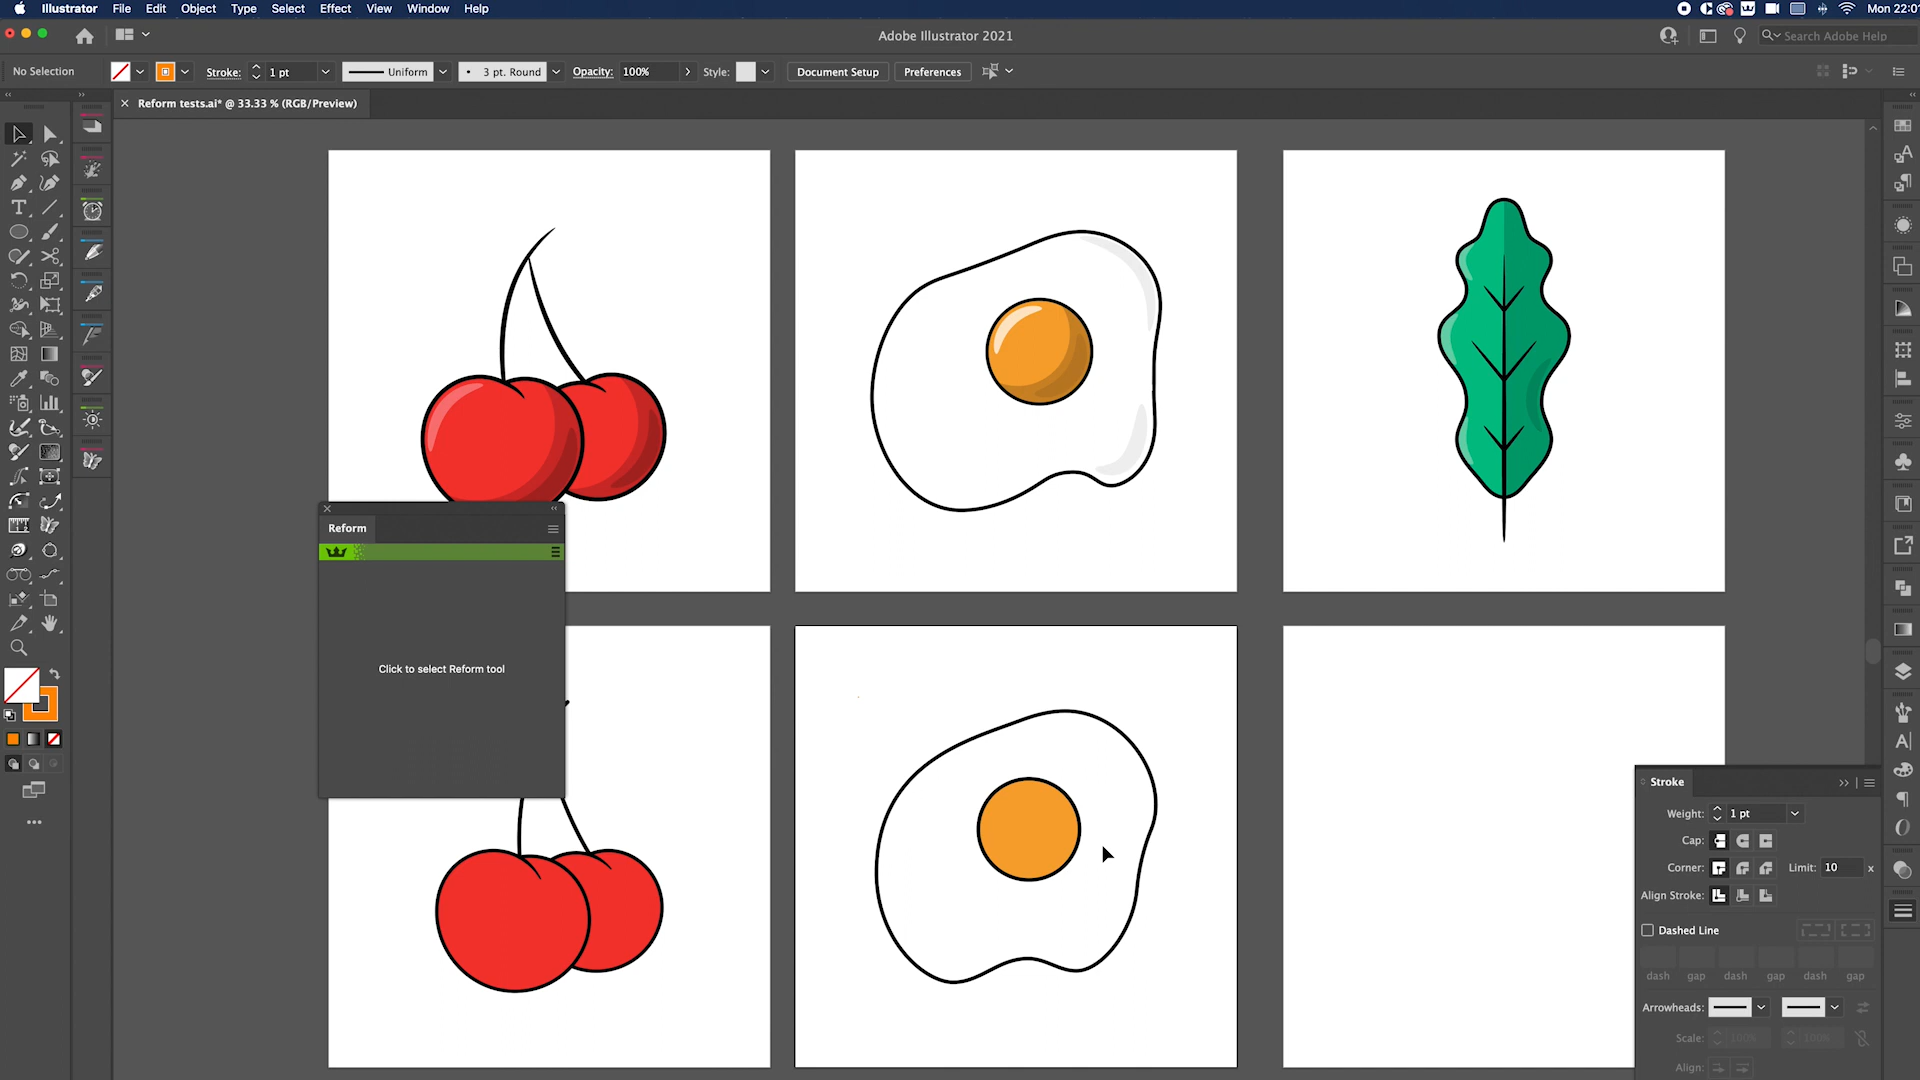 Illustrator File Edit Object Type Select Effect View Window Help
Mon 22:01
Adobe Illustrator 2021
Search Adobe Help
No Selection
Stroke: 1 pt
Uniform
3 pt. Round
Opacity: 100%
Style:
Document Setup
Preferences
Reform tests.ai* @ 33.33 % (RGB/Preview)
Reform
Click to select Reform tool
Stroke
Weight: 1 pt
Cap:
Corner:
Limit: 10 x
Align Stroke:
Dashed Line
dash gap dash gap dash gap
Arrowheads:
Scale: 100% 100%
Align: